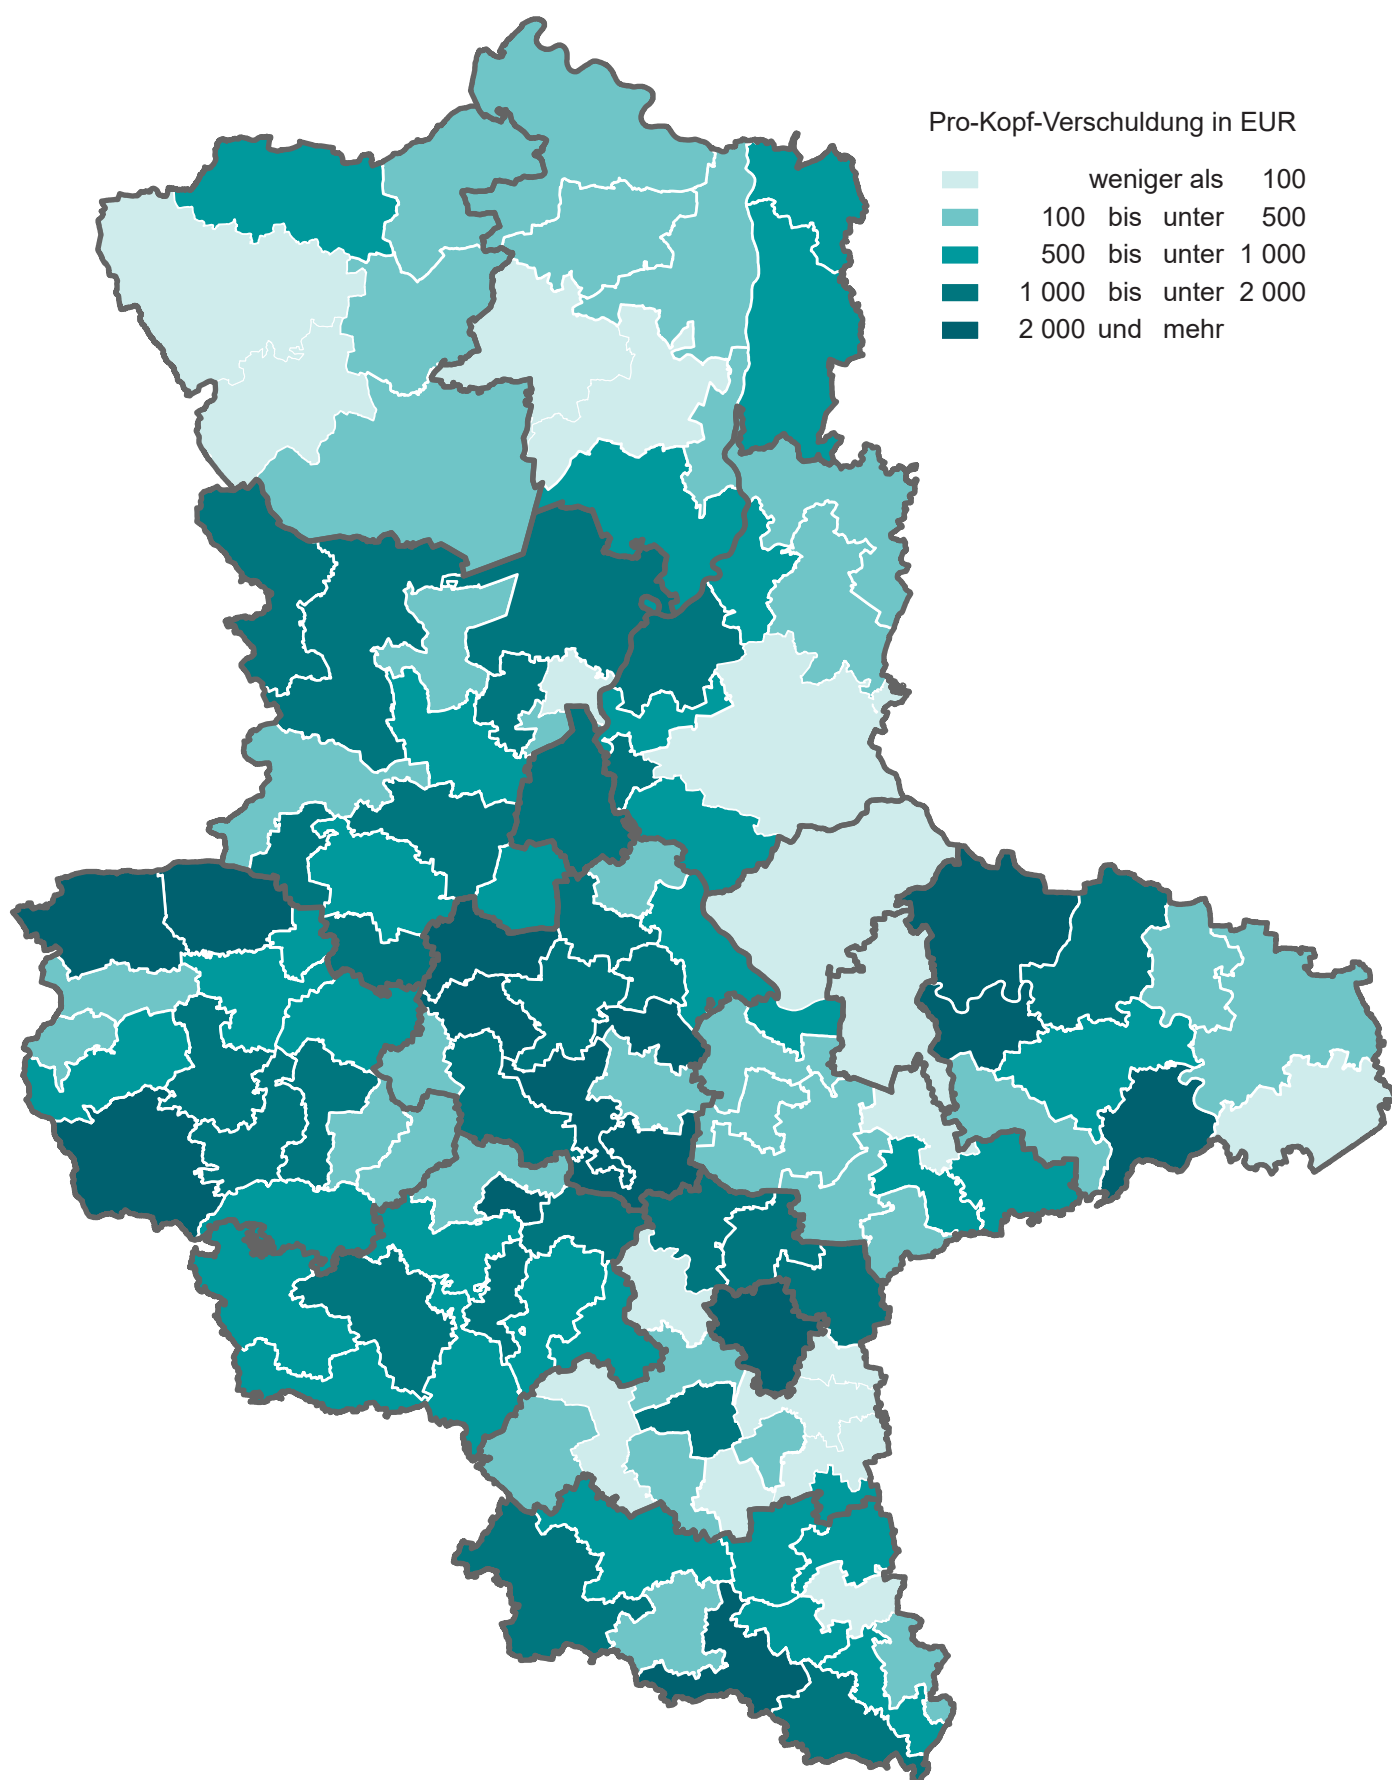 Pro-Kopf-Verschuldung in EUR
weniger als 100
100 bis unter 500
500 bis unter 1 000
1 000 bis unter 2 000
2 000 und mehr